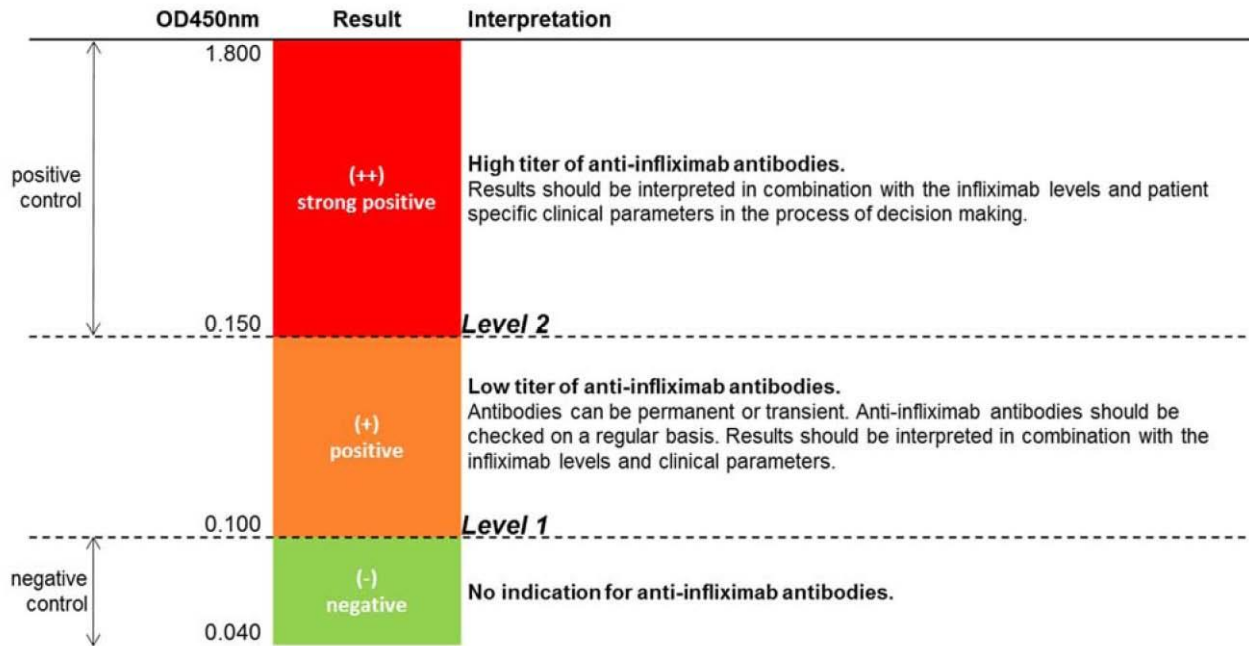 OD450nm Result Interpretation
1.800
positive
control
(++)
strong positive
High titer of anti-infliximab antibodies.
Results should be interpreted in combination with the infliximab levels and patient
specific clinical parameters in the process of decision making.
0.150
Level 2
(+)
positive
Low titer of anti-infliximab antibodies.
Antibodies can be permanent or transient. Anti-infliximab antibodies should be
checked on a regular basis. Results should be interpreted in combination with the
infliximab levels and clinical parameters.
0.100
Level 1
negative
control
(-)
negative
No indication for anti-infliximab antibodies.
0.040